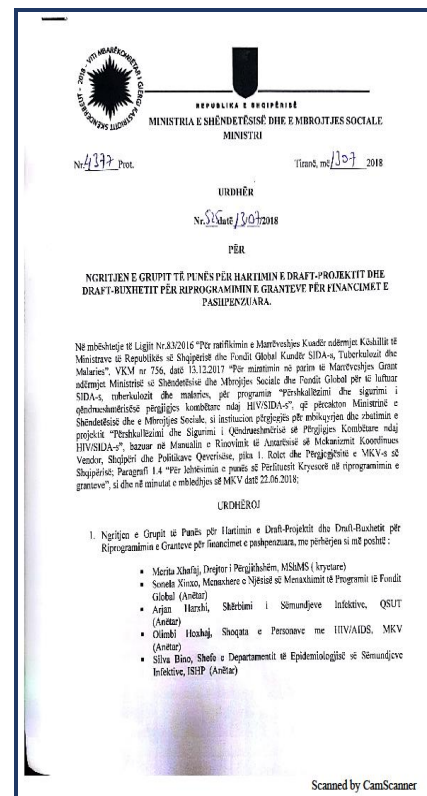 2018 - VITI MBARËKOMBËTAR I GJERGJ KASTRIOTIT SKËNDERBEUT -
REPUBLIKA E SHQIPËRISË
MINISTRIA E SHËNDETËSISË DHE E MBROJTJES SOCIALE
MINISTRI
Nr. 4377 Prot.
Tiranë, më 1307 2018
URDHËR
Nr. 525 datë 13.07/2018
PËR
NGRITJEN E GRUPIT TË PUNËS PËR HARTIMIN E DRAFT-PROJEKTIT DHE
DRAFT-BUXHETIT PËR RIPROGRAMIMIN E GRANTEVE PËR FINANCIMET E
PASHPENZUARA.
Në mbështetje të Ligjit Nr.83/2016 "Për ratifikimin e Marrëveshjes Kuadër ndërmjet Këshillit të
Ministrave të Republikës së Shqipërisë dhe Fondit Global Kundër SIDA-s, Tuberkulozit dhe
Malaries", VKM nr 756, datë 13.12.2017 "Për miratimin në parim të Marrëveshjes Grant
ndërmjet Ministrisë së Shëndetësisë dhe Mbrojtjes Sociale dhe Fondit Global për të luftuar
SIDA-s, tuberkulozit dhe malaries, për programin "Përshkallëzimi dhe sigurimi i
qëndrueshmërisë përgjigjes kombëtare ndaj HIV/SIDA-s", që përcakton Ministrinë e
Shëndetësisë dhe e Mbrojtjes Sociale, si institucion përgjegjës për mbikqyrjen dhe zbatimin e
projektit "Përshkallëzimi dhe Sigurimi i Qëndrueshmërisë së Përgjigjes Kombëtare ndaj
HIV/SIDA-s", bazuar në Manualin e Rinovimit të Antarësisë së Mekanizmit Koordinues
Vendor, Shqipëri dhe Politikave Qeverisëse, pika 1. Rolet dhe Përgjegjësitë e MKV-s së
Shqipërisë; Paragrafi 1.4 "Për lehtësimin e punës së Përfituesit Kryesorë në riprogramimin e
granteve", si dhe në minutat e mbledhjes së MKV datë 22.06.2018;
URDHËROJ
1. Ngritjen e Grupit të Punës për Hartimin e Draft-Projektit dhe Draft-Buxhetit për
Riprogramimin e Granteve për financimet e pashpenzuara, me përbërjen si më poshtë :
▪ Merita Xhafaj, Drejtor i Përgjithshëm, MShMS ( kryetare)
▪ Sonela Xinxo, Menaxhere e Njësisë së Menaxhimit të Programit të Fondit
Global (Anëtar)
▪ Arjan Harxhi, Shërbimi i Sëmundjeve Infektive, QSUT
(Anëtar)
▪ Olimbi Hoxhaj, Shoqata e Personave me HIV/AIDS, MKV
(Anëtar)
▪ Silva Bino, Shefe e Departamentit të Epidemiologjisë së Sëmundjeve
Infektive, ISHP (Anëtar)
Scanned by CamScanner